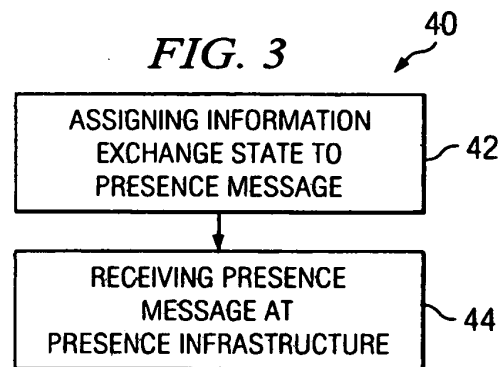 FIG. 3
40
ASSIGNING INFORMATION
EXCHANGE STATE TO
PRESENCE MESSAGE
42
RECEIVING PRESENCE
MESSAGE AT
PRESENCE INFRASTRUCTURE
44